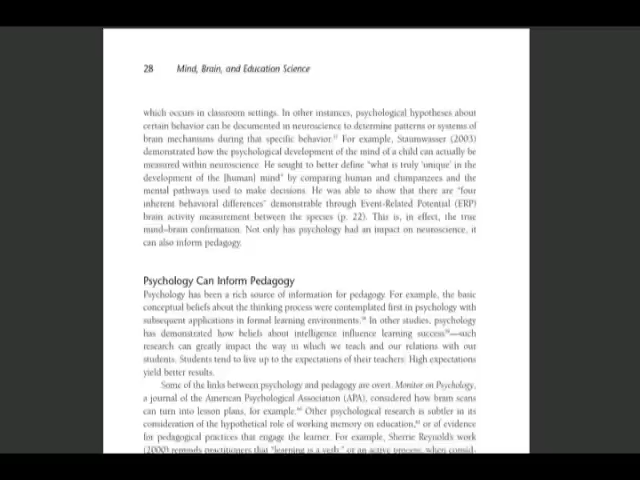 28 Mind, Brain, and Education Science
which occurs in classroom settings. In other instances, psychological hypotheses about
certain behavior can be documented in neuroscience to determine patterns or systems of
brain mechanisms during that specific behavior. For example, Staumwasser (2003)
demonstrated how the psychological development of the mind of a child can actually be
measured within neuroscience. He sought to better define "what is truly 'unique' in the
development of the [human] mind" by comparing human and chimpanzees and the
mental pathways used to make decisions. He was able to show that there are "four
inherent behavioral differences" demonstrable through Event-Related Potential (ERP)
brain activity measurement between the species (p. 22). This is, in effect, the true
mind–brain confirmation. Not only has psychology had an impact on neuroscience, it
can also inform pedagogy.
Psychology Can Inform Pedagogy
Psychology has been a rich source of information for pedagogy. For example, the basic
conceptual beliefs about the thinking process were contemplated first in psychology with
subsequent applications in formal learning environments. In other studies, psychology
has demonstrated how beliefs about intelligence influence learning success—such
research can greatly impact the way in which we teach and our relations with our
students. Students tend to live up to the expectations of their teachers: High expectations
yield better results.
Some of the links between psychology and pedagogy are overt. Monitor on Psychology,
a journal of the American Psychological Association (APA), considered how brain scans
can turn into lesson plans, for example. Other psychological research is subtler in its
consideration of the hypothetical role of working memory on education, or of evidence
for pedagogical practices that engage the learner. For example, Sherrie Reynold's work
(2000) reminds practitioners that "learning is a verb," or an active process, when consid-